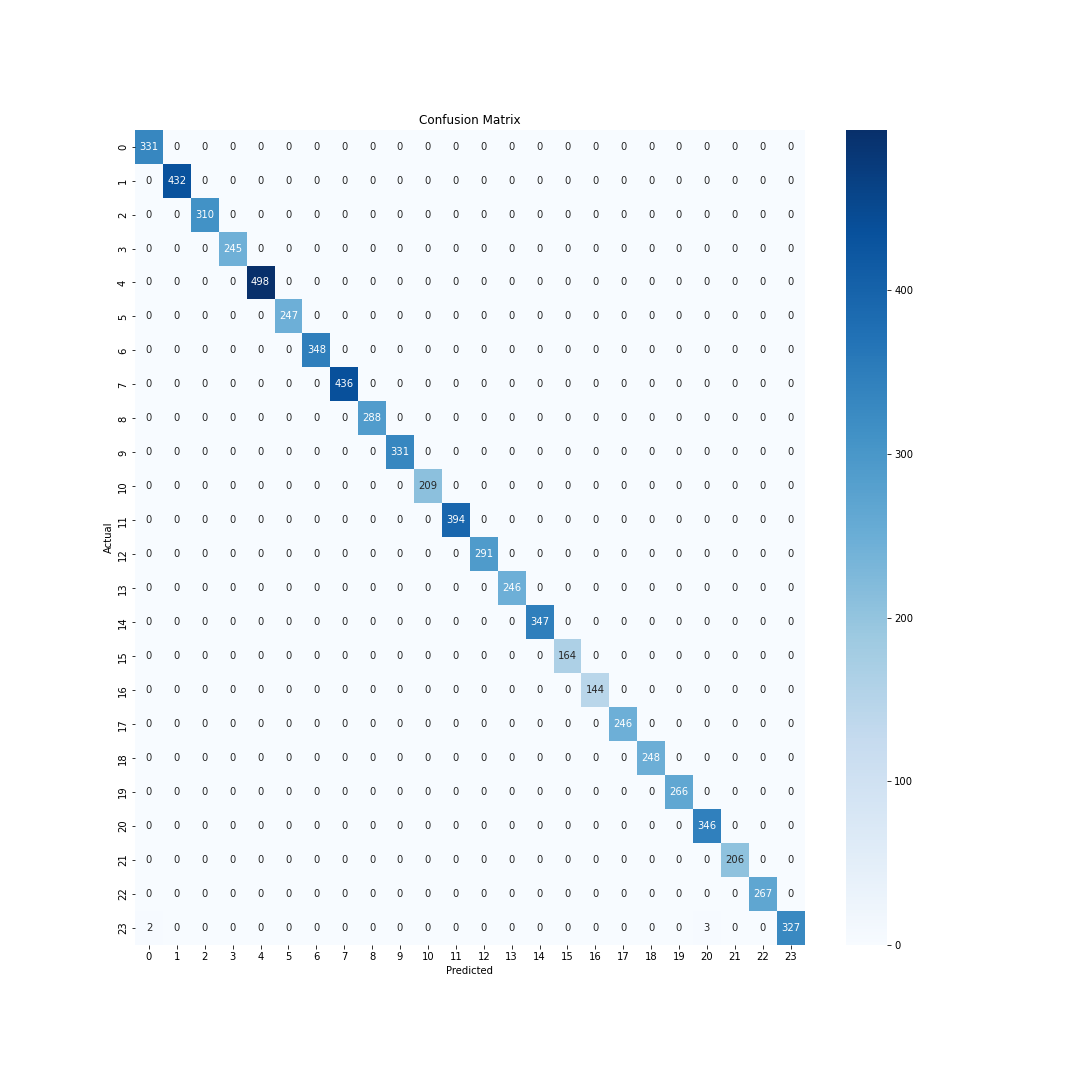 Confusion Matrix
0 331 0 0 0 0 0 0 0 0 0 0 0 0 0 0 0 0 0 0 0 0 0 0 0
1 0 432 0 0 0 0 0 0 0 0 0 0 0 0 0 0 0 0 0 0 0 0 0 0
2 0 0 310 0 0 0 0 0 0 0 0 0 0 0 0 0 0 0 0 0 0 0 0 0
3 0 0 0 245 0 0 0 0 0 0 0 0 0 0 0 0 0 0 0 0 0 0 0 0
4 0 0 0 0 498 0 0 0 0 0 0 0 0 0 0 0 0 0 0 0 0 0 0 0
5 0 0 0 0 0 247 0 0 0 0 0 0 0 0 0 0 0 0 0 0 0 0 0 0
6 0 0 0 0 0 0 348 0 0 0 0 0 0 0 0 0 0 0 0 0 0 0 0 0
7 0 0 0 0 0 0 0 436 0 0 0 0 0 0 0 0 0 0 0 0 0 0 0 0
8 0 0 0 0 0 0 0 0 288 0 0 0 0 0 0 0 0 0 0 0 0 0 0 0
9 0 0 0 0 0 0 0 0 0 331 0 0 0 0 0 0 0 0 0 0 0 0 0 0
10 0 0 0 0 0 0 0 0 0 0 209 0 0 0 0 0 0 0 0 0 0 0 0 0
11 0 0 0 0 0 0 0 0 0 0 0 394 0 0 0 0 0 0 0 0 0 0 0 0
12 0 0 0 0 0 0 0 0 0 0 0 0 291 0 0 0 0 0 0 0 0 0 0 0
13 0 0 0 0 0 0 0 0 0 0 0 0 0 246 0 0 0 0 0 0 0 0 0 0
14 0 0 0 0 0 0 0 0 0 0 0 0 0 0 347 0 0 0 0 0 0 0 0 0
15 0 0 0 0 0 0 0 0 0 0 0 0 0 0 0 164 0 0 0 0 0 0 0 0
16 0 0 0 0 0 0 0 0 0 0 0 0 0 0 0 0 144 0 0 0 0 0 0 0
17 0 0 0 0 0 0 0 0 0 0 0 0 0 0 0 0 0 246 0 0 0 0 0 0
18 0 0 0 0 0 0 0 0 0 0 0 0 0 0 0 0 0 0 248 0 0 0 0 0
19 0 0 0 0 0 0 0 0 0 0 0 0 0 0 0 0 0 0 0 266 0 0 0 0
20 0 0 0 0 0 0 0 0 0 0 0 0 0 0 0 0 0 0 0 0 346 0 0 0
21 0 0 0 0 0 0 0 0 0 0 0 0 0 0 0 0 0 0 0 0 0 206 0 0
22 0 0 0 0 0 0 0 0 0 0 0 0 0 0 0 0 0 0 0 0 0 0 267 0
23 2 0 0 0 0 0 0 0 0 0 0 0 0 0 0 0 0 0 0 0 3 0 0 327
0 1 2 3 4 5 6 7 8 9 10 11 12 13 14 15 16 17 18 19 20 21 22 23
Predicted
Actual
400
300
200
100
0